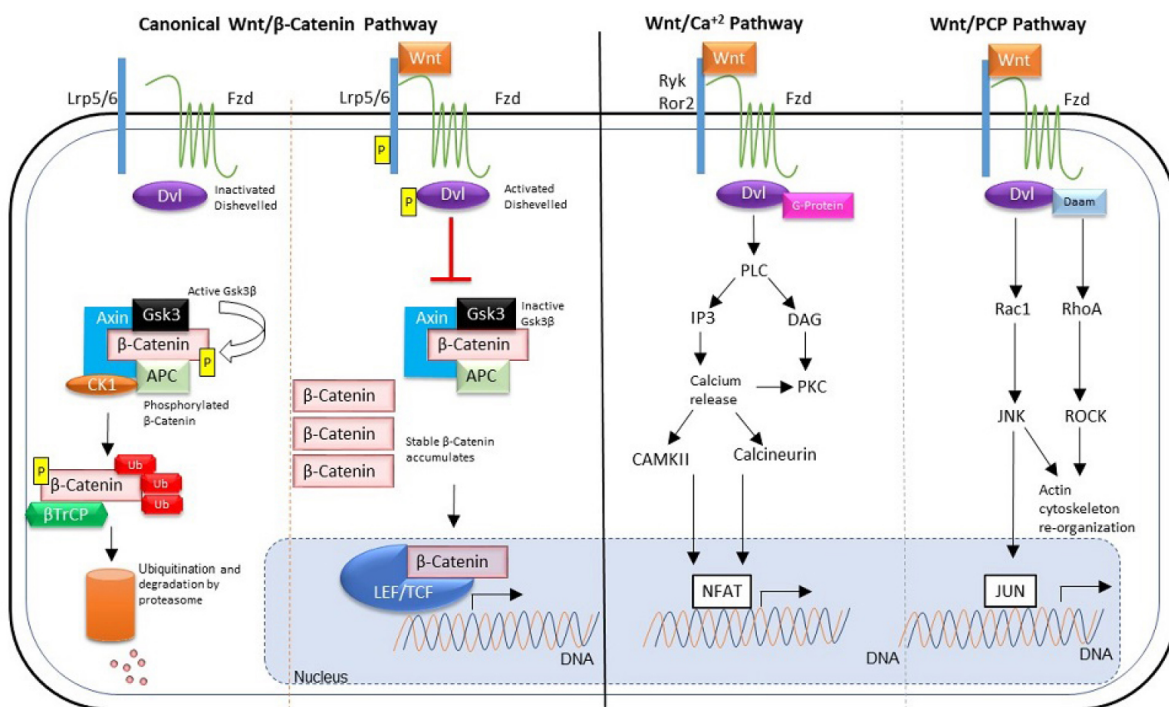 Canonical Wnt/β-Catenin Pathway
Wnt/Ca+2 Pathway
Wnt/PCP Pathway
Lrp5/6
Fzd
Dvl
Inactivated
Dishevelled
Active Gsk3β
Axin
Gsk3
β-Catenin
P
CK1
APC
Phosphorylated
β-Catenin
P
Ub
β-Catenin
Ub
Ub
βTrCP
Ubiquitination and
degradation by
proteasome
Wnt
Lrp5/6
Fzd
P
P
Dvl
Activated
Dishevelled
Axin
Gsk3
Inactive
Gsk3β
β-Catenin
APC
β-Catenin
β-Catenin
β-Catenin
Stable β-Catenin
accumulates
β-Catenin
LEF/TCF
DNA
Nucleus
Wnt
Ryk
Ror2
Fzd
Dvl
G-Protein
PLC
IP3
DAG
Calcium
release
PKC
CAMKII
Calcineurin
NFAT
DNA
Wnt
Fzd
Dvl
Daam
Rac1
RhoA
JNK
ROCK
Actin
cytoskeleton
re-organization
JUN
DNA